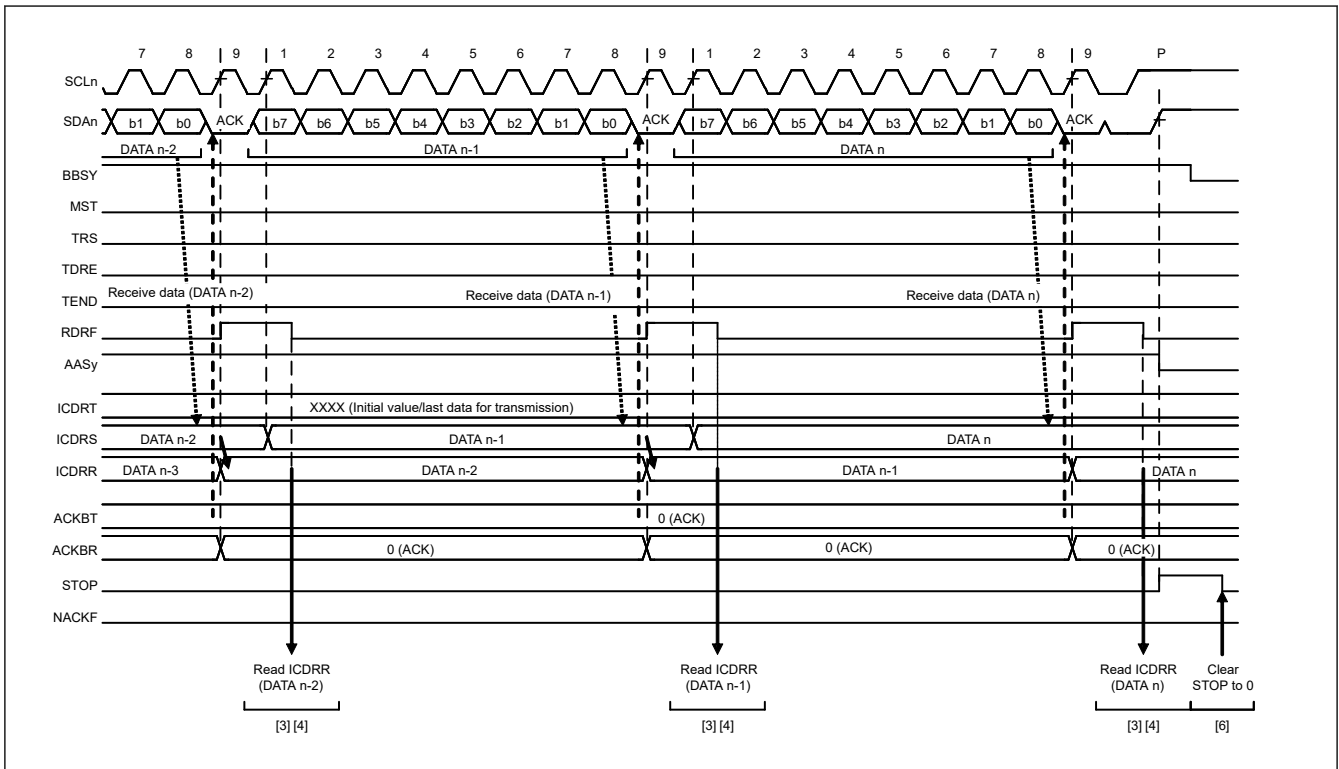 7 8 9 1 2 3 4 5 6 7 8 9 1 2 3 4 5 6 7 8 9 P
SCLn
SDAn b1 b0 ACK b7 b6 b5 b4 b3 b2 b1 b0 ACK b7 b6 b5 b4 b3 b2 b1 b0 ACK
DATA n-2 DATA n-1 DATA n
BBSY
MST
TRS
TDRE
Receive data (DATA n-2) Receive data (DATA n-1) Receive data (DATA n)
TEND
RDRF
AASy
ICDRT XXXX (Initial value/last data for transmission)
ICDRS DATA n-2 DATA n-1 DATA n
ICDRR DATA n-3 DATA n-2 DATA n-1 DATA n
ACKBT 0 (ACK)
ACKBR 0 (ACK) 0 (ACK) 0 (ACK)
STOP
NACKF
Read ICDRR Read ICDRR Read ICDRR Clear
(DATA n-2) (DATA n-1) (DATA n) STOP to 0
[3] [4] [3] [4] [3] [4] [6]